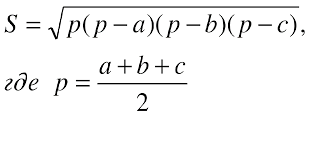 S = √p(p − a)(p − b)(p − c),
где p = a + b + c / 2